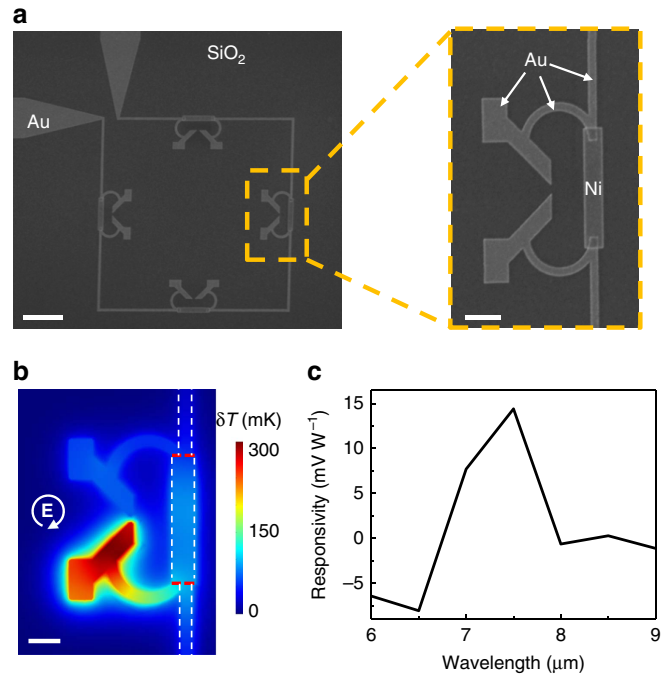 a
SiO2
Au
Au
Ni
b
c
δT (mK)
300
150
0
E
Responsivity (mV W−1)
15
10
5
0
−5
6
7
8
9
Wavelength (μm)